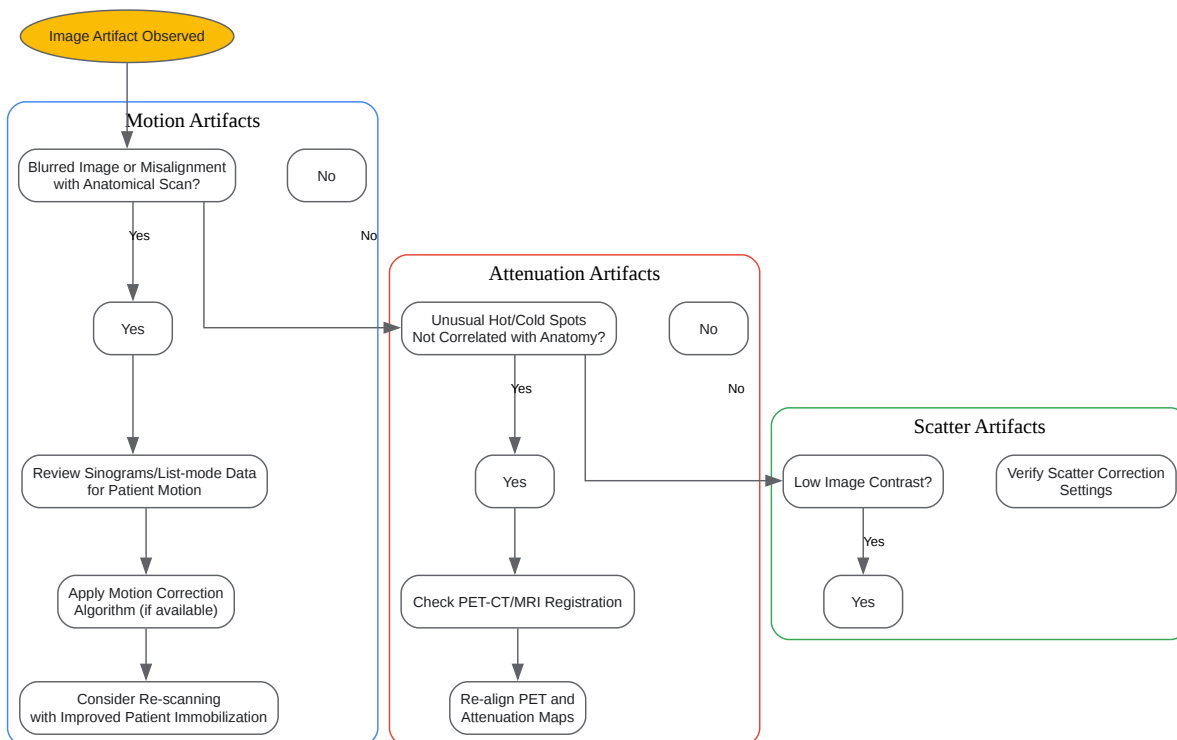 Image Artifact Observed
Motion Artifacts
Blurred Image or Misalignment
with Anatomical Scan?
No
Yes
No
Yes
Review Sinograms/List-mode Data
for Patient Motion
Apply Motion Correction
Algorithm (if available)
Consider Re-scanning
with Improved Patient Immobilization
Attenuation Artifacts
Unusual Hot/Cold Spots
Not Correlated with Anatomy?
No
Yes
No
Yes
Check PET-CT/MRI Registration
Re-align PET and
Attenuation Maps
Scatter Artifacts
Low Image Contrast?
Verify Scatter Correction
Settings
Yes
Yes